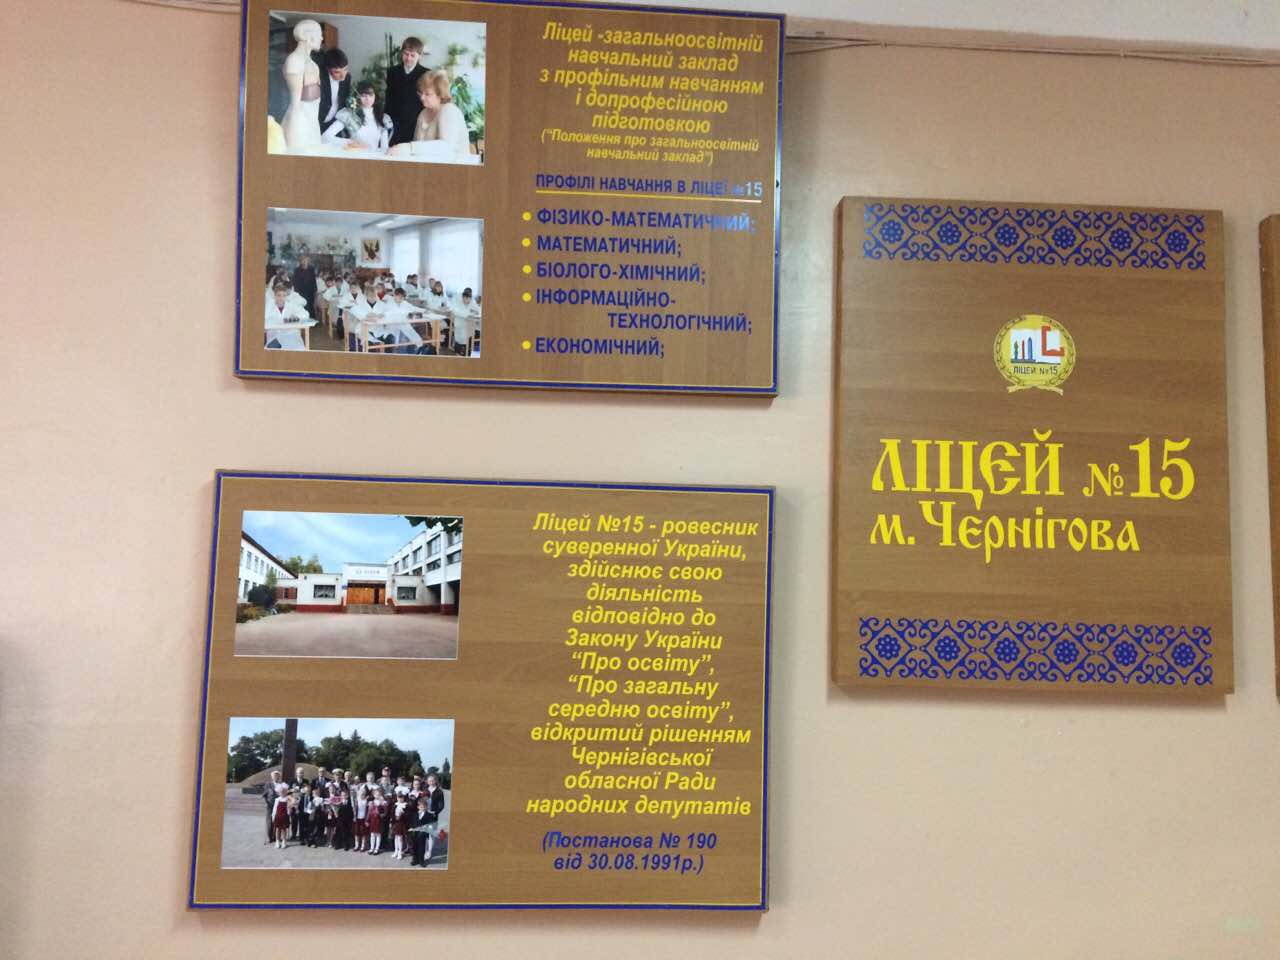 Ліцей -загальноосвітній
навчальний заклад
з профільним навчанням
і допрофесійною
підготовкою
("Положення про загальноосвітній
навчальний заклад")
ПРОФІЛІ НАВЧАННЯ В ЛІЦЕЇ №15
• ФІЗИКО-МАТЕМАТИЧНИЙ;
• МАТЕМАТИЧНИЙ;
• БІОЛОГО-ХІМІЧНИЙ;
• ІНФОРМАЦІЙНО-
ТЕХНОЛОГІЧНИЙ;
• ЕКОНОМІЧНИЙ;
Ліцей №15 - ровесник
суверенної України,
здійснює свою
діяльність
відповідно до
Закону України
“Про освіту”,
“Про загальну
середню освіту”,
відкритий рішенням
Чернігівської
обласної Ради
народних депутатів
(Постанова № 190
від 30.08.1991р.)
ЛІЦЕЙ №15
ЛІЦЕЙ №15
м. Чернігова